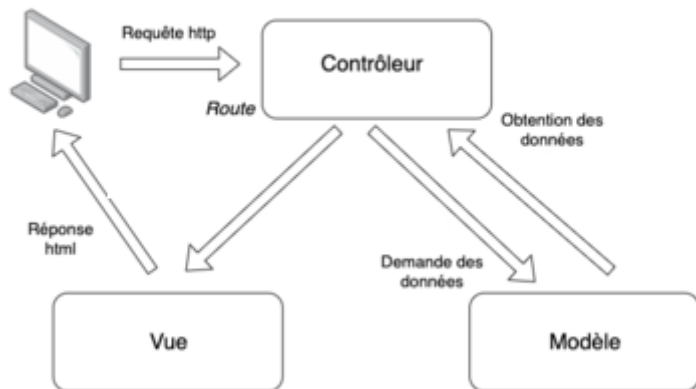 Requête http
Contrôleur
Route
Obtention des
données
Réponse
html
Demande des
données
Vue
Modèle